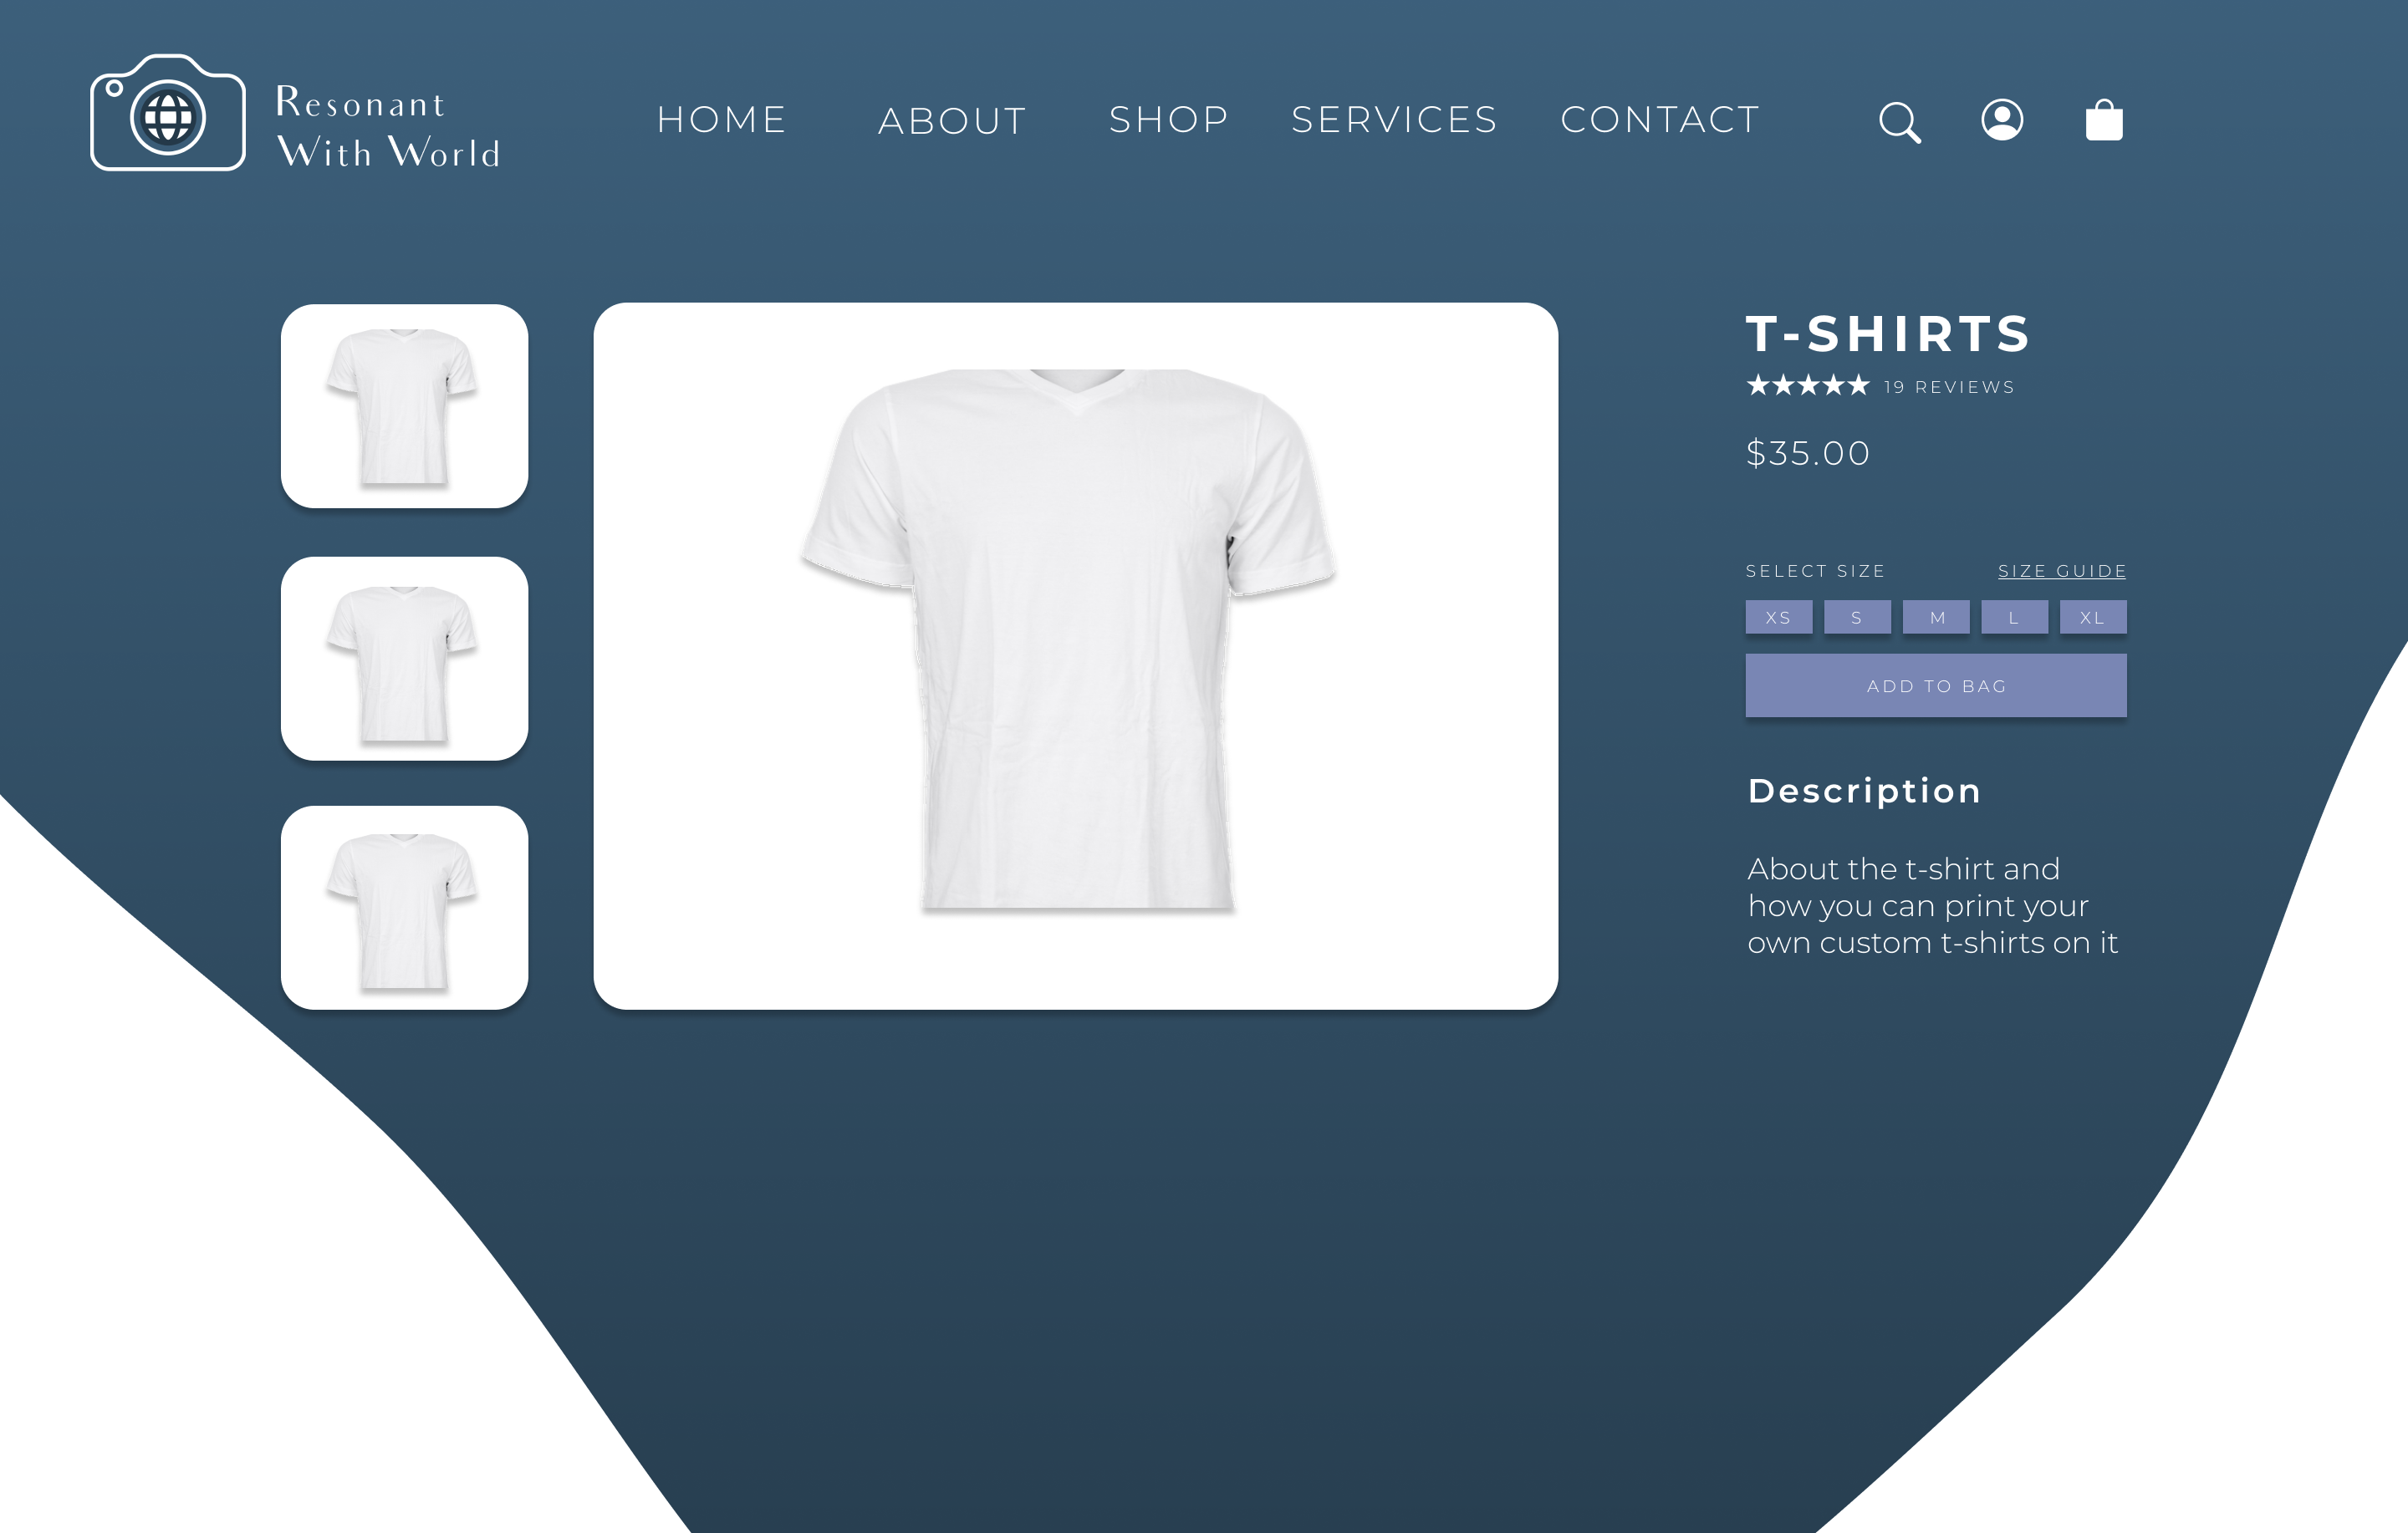 Resonant
With World
HOME ABOUT SHOP SERVICES CONTACT
T-SHIRTS
19 REVIEWS
$35.00
SELECT SIZE SIZE GUIDE
XS S M L XL
ADD TO BAG
Description
About the t-shirt and
how you can print your
own custom t-shirts on it